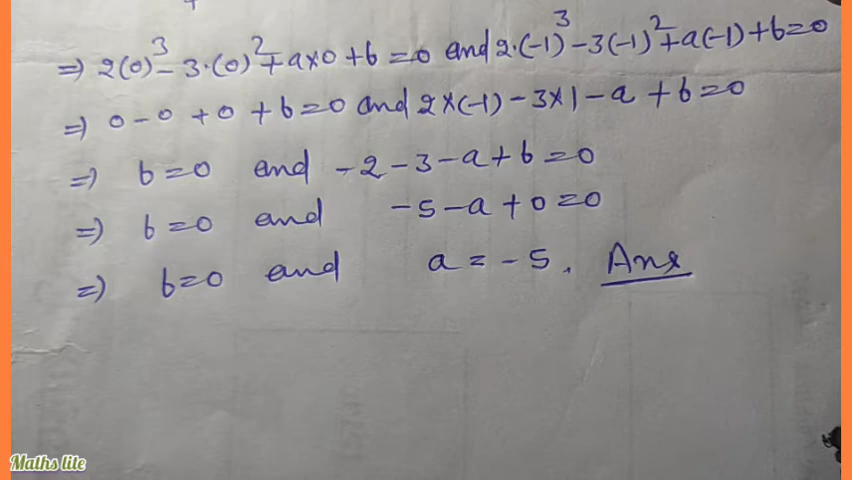 =) 2(0)³ - 3·(0)² + a×0 + b = 0 and 2·(-1)³ - 3(-1)² + a(-1) + b = 0
=) 0 - 0 + 0 + b = 0 and 2×(-1) - 3×1 - a + b = 0
=) b = 0 and - 2 - 3 - a + b = 0
=) b = 0 and - 5 - a + 0 = 0
=) b = 0 and a = - 5. Ans
Maths lite